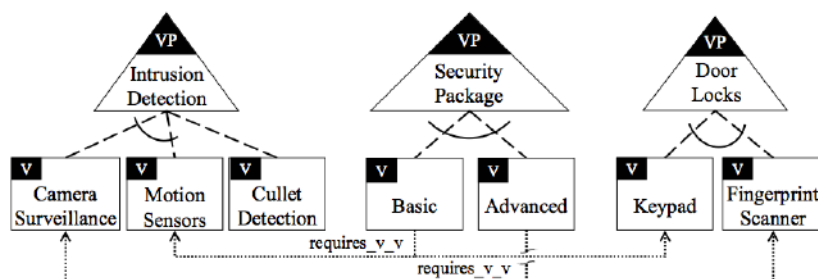 VP
Intrusion
Detection
VP
Security
Package
VP
Door
Locks
V
Camera
Surveillance
V
Motion
Sensors
V
Cullet
Detection
V
Basic
V
Advanced
V
Keypad
V
Fingerprint
Scanner
requires_v_v
requires_v_v